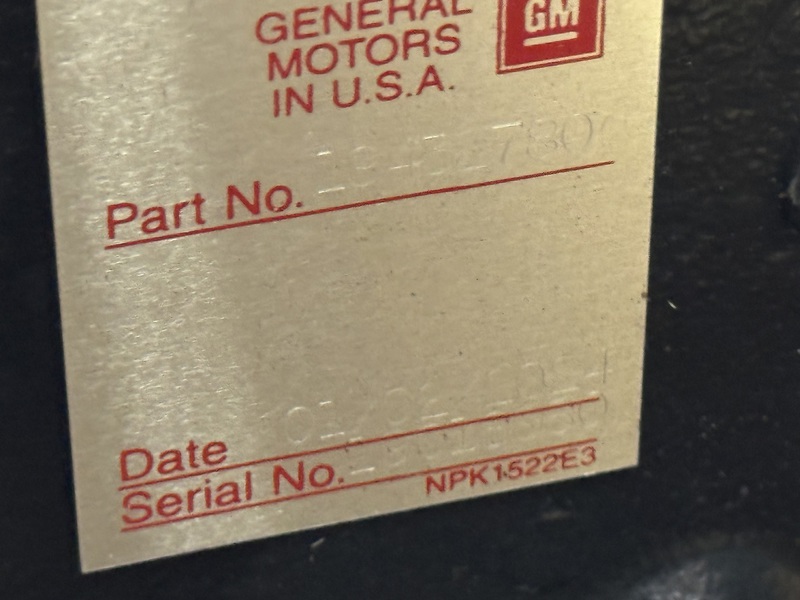 GENERAL
MOTORS
IN U.S.A.
GM
Part No.
Date
Serial No.
NPK1522E3